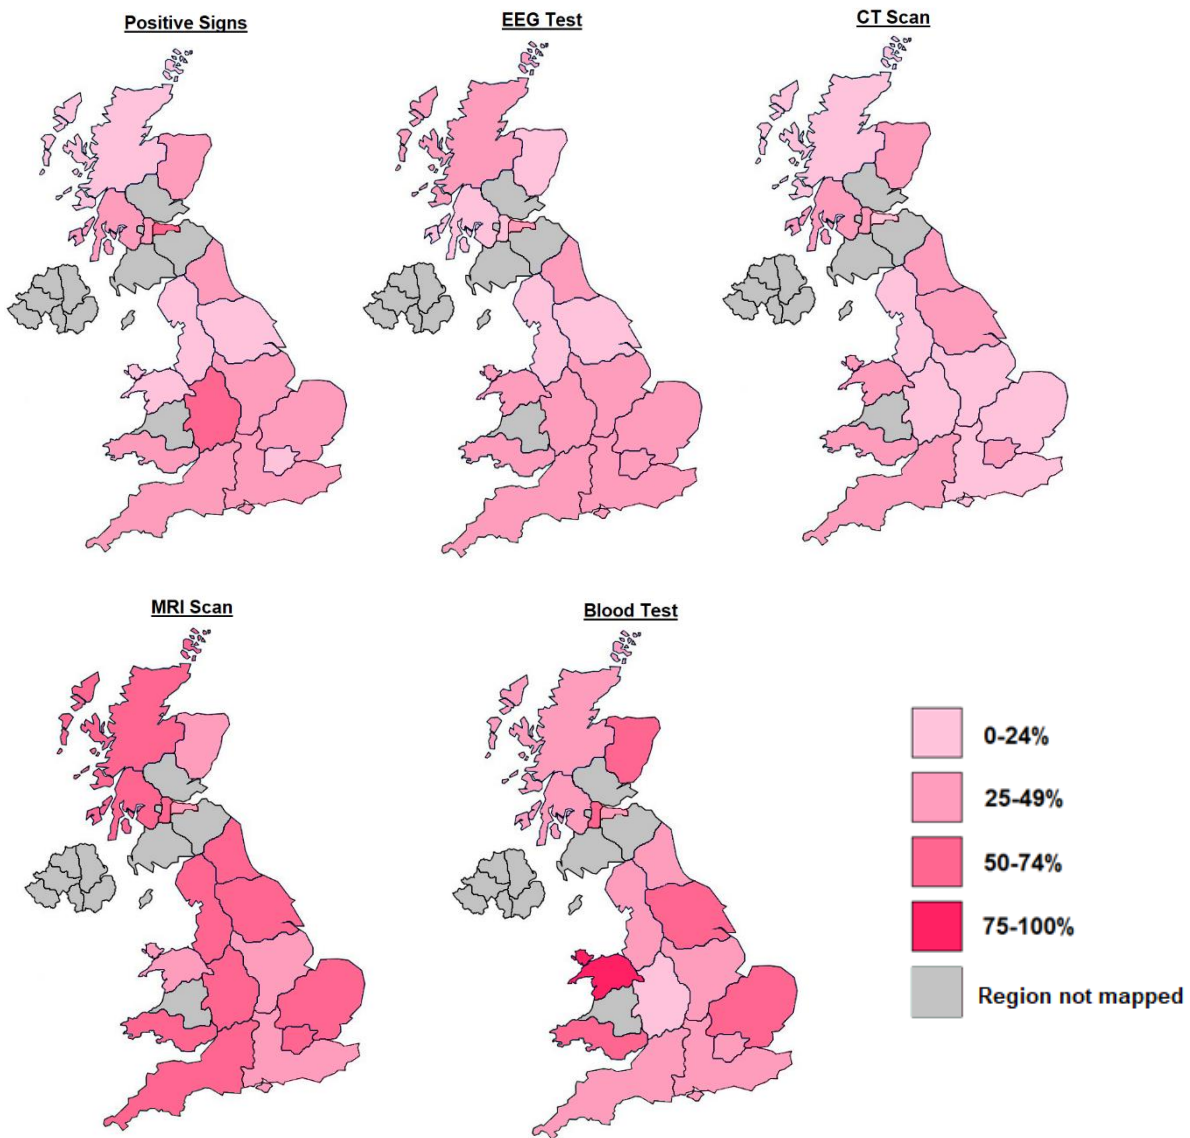 Positive Signs
EEG Test
CT Scan
MRI Scan
Blood Test
0-24%
25-49%
50-74%
75-100%
Region not mapped